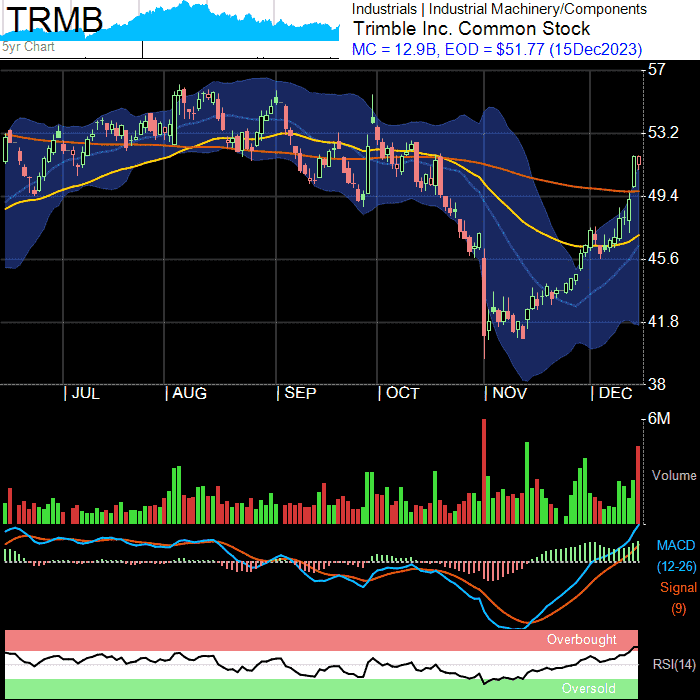 TRMB
5yr Chart
Industrials | Industrial Machinery/Components
Trimble Inc. Common Stock
MC = 12.9B, EOD = $51.77 (15Dec2023)
57
53.2
49.4
45.6
41.8
38
| JUL | AUG | SEP | OCT | NOV | DEC
6M
Volume
MACD
(12-26)
Signal
(9)
Overbought
RSI(14)
Oversold